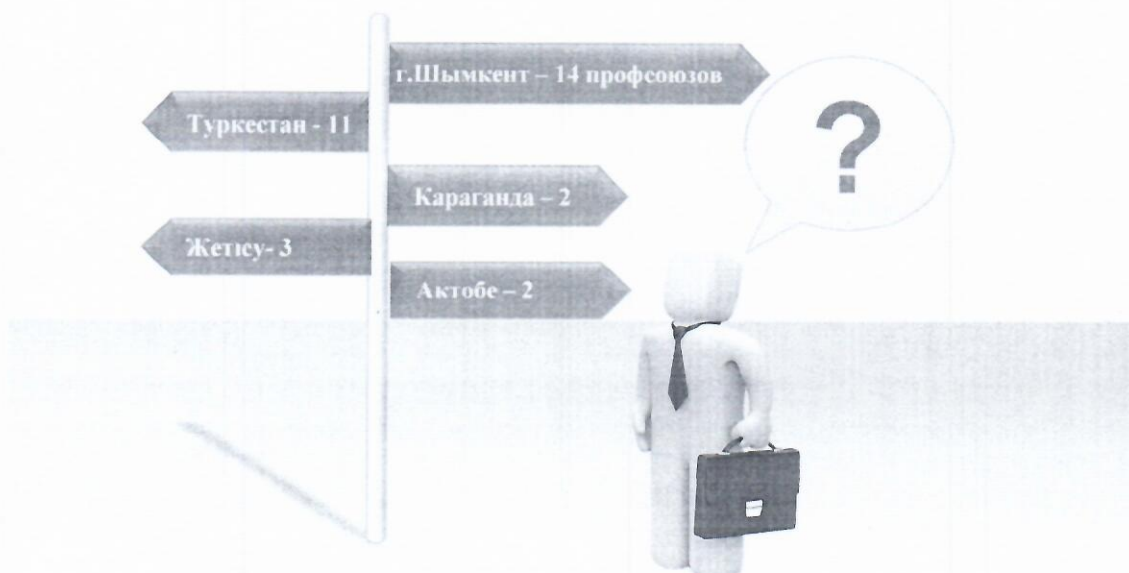 г.Шымкент – 14 профсоюзов
Туркестан - 11
Караганда – 2
Жетісу- 3
Актобе – 2
?